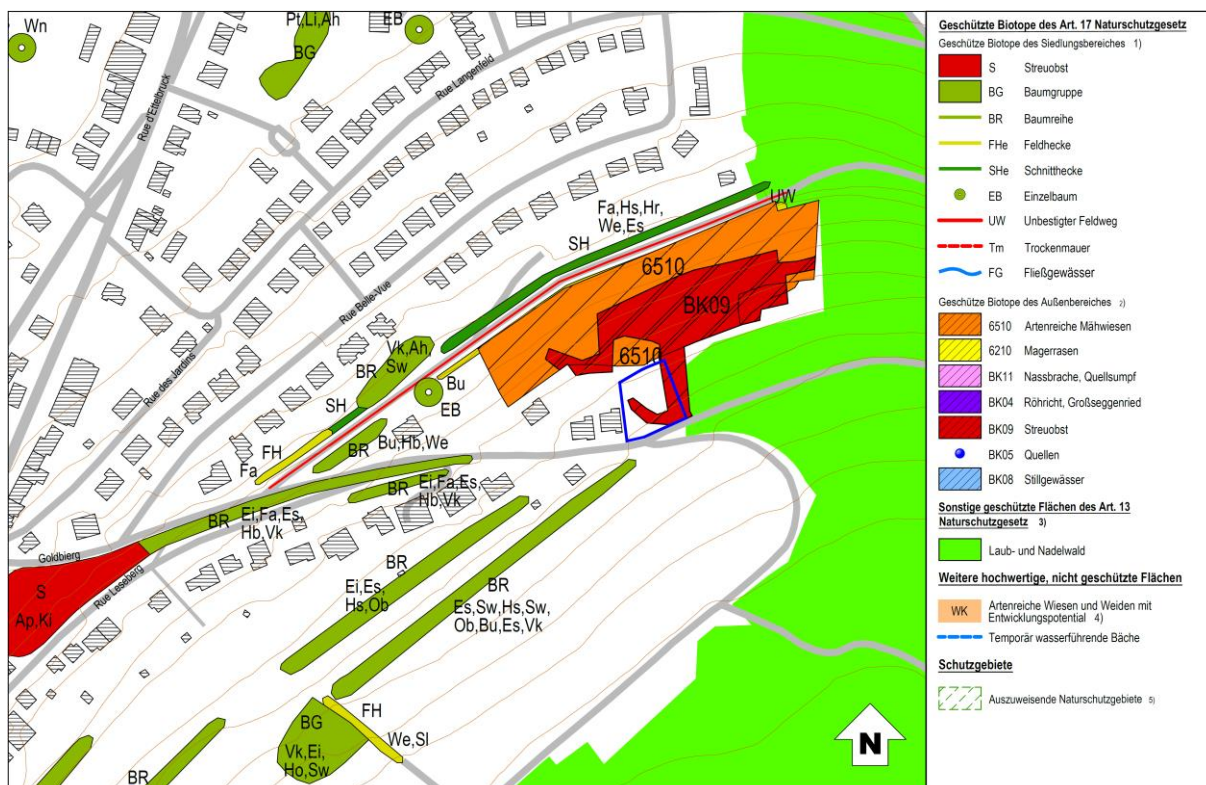 Wn
Pt,Li,Ah
BG
EB
Rue d'Ettelbruck
Rue Langenfeld
Rue Belle-Vue
Rue des Jardins
Fa,Hs,Hr,
We,Es
SH
UW
6510
BK09
6510
Vk,Ah,
Sw
BR
Bu
EB
SH
FH
Fa
BR
Bu,Hb,We
BR
Ei,Fa,Es,
Hb,Vk
BR
Ei,Fa,Es,
Hb,Vk
Goldbierg
Rue Leseberg
S
Ap,Ki
BR
Ei,Es,
Hs,Ob
BR
Es,Sw,Hs,Sw,
Ob,Bu,Es,Vk
FH
We,Sl
BG
Vk,Ei,
Ho,Sw
BR
N
Geschützte Biotope des Art. 17 Naturschutzgesetz
Geschütze Biotope des Siedlungsbereiches 1)
S Streuobst
BG Baumgruppe
BR Baumreihe
FHe Feldhecke
SHe Schnitthecke
EB Einzelbaum
UW Unbestigter Feldweg
Tm Trockenmauer
FG Fließgewässer
Geschütze Biotope des Außenbereiches 2)
6510 Artenreiche Mähwiesen
6210 Magerrasen
BK11 Nassbrache, Quellsumpf
BK04 Röhricht, Großseggenried
BK09 Streuobst
BK05 Quellen
BK08 Stillgewässer
Sonstige geschützte Flächen des Art. 13
Naturschutzgesetz 3)
Laub- und Nadelwald
Weitere hochwertige, nicht geschützte Flächen
WK Artenreiche Wiesen und Weiden mit
Entwicklungspotential 4)
Temporär wasserführende Bäche
Schutzgebiete
Auszuweisende Naturschutzgebiete 5)